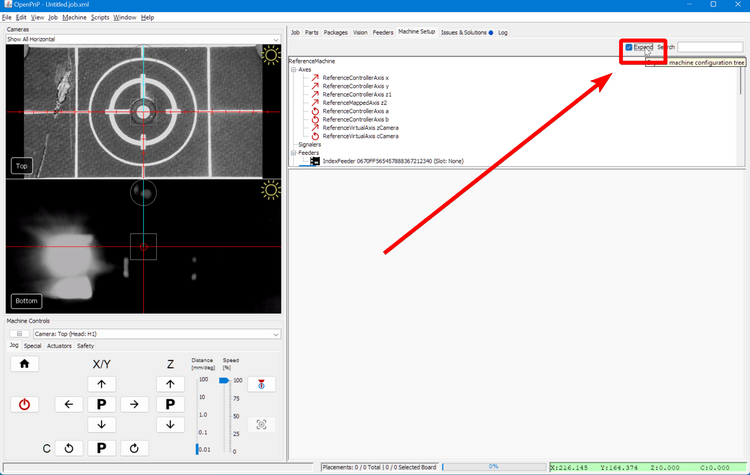 OpenPnP - Untitled.job.xml
File Edit View Job Machine Scripts Window Help
Cameras
Show All Horizontal
Top
Bottom
Machine Controls
Camera: Top (Head: H1)
Jog Special Actuators Safety
X/Y Z
Distance [mm/deg]
Speed [%]
100
10
1.0
0.1
0.01
100
75
50
25
0
P P
C P
Job Parts Packages Vision Feeders Machine Setup Issues & Solutions Log
Expand Search
machine configuration tree
ReferenceMachine
Axes
ReferenceControllerAxis x
ReferenceControllerAxis y
ReferenceControllerAxis z1
ReferenceMappedAxis z2
ReferenceControllerAxis a
ReferenceControllerAxis b
ReferenceVirtualAxis zCamera
ReferenceVirtualAxis cCamera
Signalers
Feeders
IndexFeeder 0670FF565457888367212340 (Slot: None)
Placements: 0 / 0 Total | 0 / 0 Selected Board
0%
X:216.145 Y:164.374 Z:0.000 C:0.000